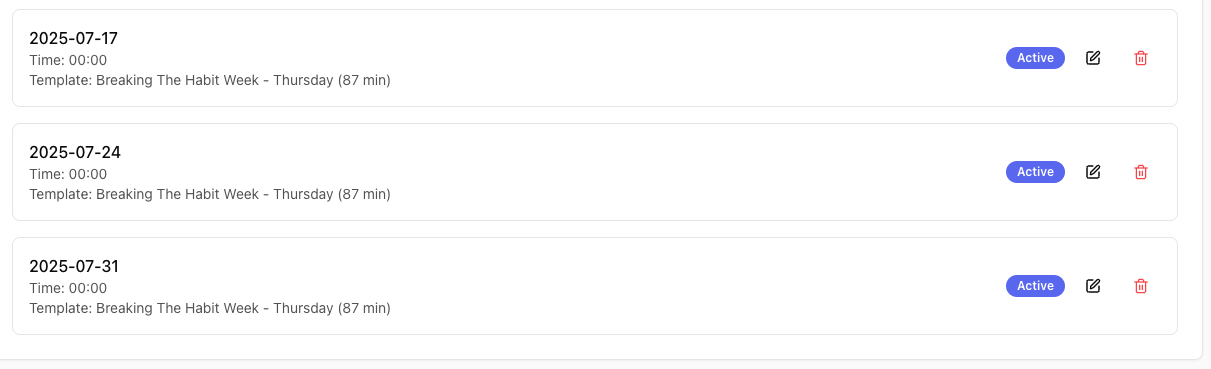 2025-07-17
Time: 00:00
Active
Template: Breaking The Habit Week - Thursday (87 min)
2025-07-24
Time: 00:00
Active
Template: Breaking The Habit Week - Thursday (87 min)
2025-07-31
Time: 00:00
Active
Template: Breaking The Habit Week - Thursday (87 min)